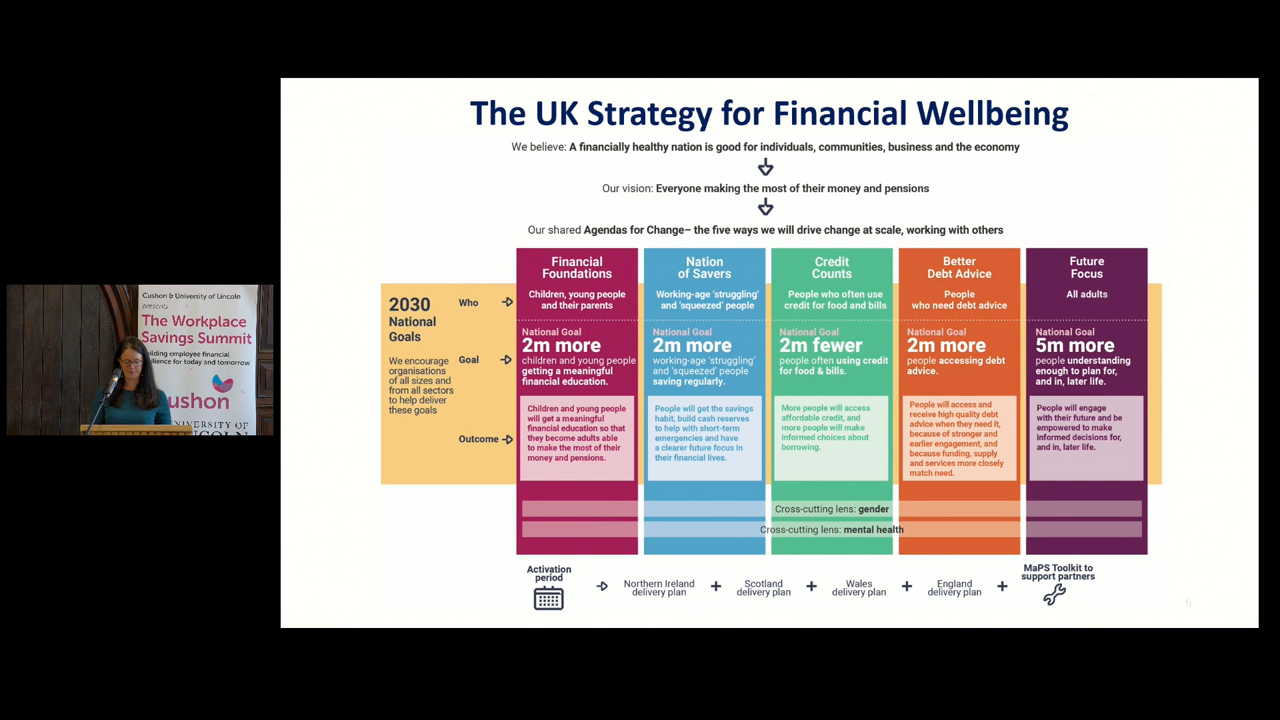 The UK Strategy for Financial Wellbeing
We believe: A financially healthy nation is good for individuals, communities, business and the economy
Our vision: Everyone making the most of their money and pensions
Our shared Agendas for Change– the five ways we will drive change at scale, working with others
2030
National
Goals
We encourage
organisations
of all sizes and
from all sectors
to help deliver
these goals
Who
Goal
Outcome
Financial
Foundations
Children, young people
and their parents
National Goal
2m more
children and young people
getting a meaningful
financial education.
Children and young people
will get a meaningful
financial education so that
they become adults able
to make the most of their
money and pensions.
Nation
of Savers
Working-age ‘struggling’
and ‘squeezed’ people
National Goal
2m more
working-age ‘struggling’
and ‘squeezed’ people
saving regularly.
People will get the savings
habit, build cash reserves
to help with short-term
emergencies and have
a clearer future focus in
their financial lives.
Credit
Counts
People who often use
credit for food and bills
National Goal
2m fewer
people often using credit
for food & bills.
More people will access
affordable credit, and
more people will make
informed choices about
borrowing.
Better
Debt Advice
People
who need debt advice
National Goal
2m more
people accessing debt
advice.
People will access and
receive high quality debt
advice when they need it,
because of stronger and
earlier engagement, and
because funding, supply
and services more closely
match need.
Future
Focus
All adults
National Goal
5m more
people understanding
enough to plan for,
and in, later life.
People will engage
with their future and be
empowered to make
informed decisions for,
and in, later life.
Cross-cutting lens: gender
Cross-cutting lens: mental health
Activation
period
Northern Ireland
delivery plan
+
Scotland
delivery plan
+
Wales
delivery plan
+
England
delivery plan
+
MaPS Toolkit to
support partners
6
Cushon & University of Lincoln
presents
The Workplace
Savings Summit
uilding employee financial
silience for today and tomorrow
cushon
IVERSITY OF